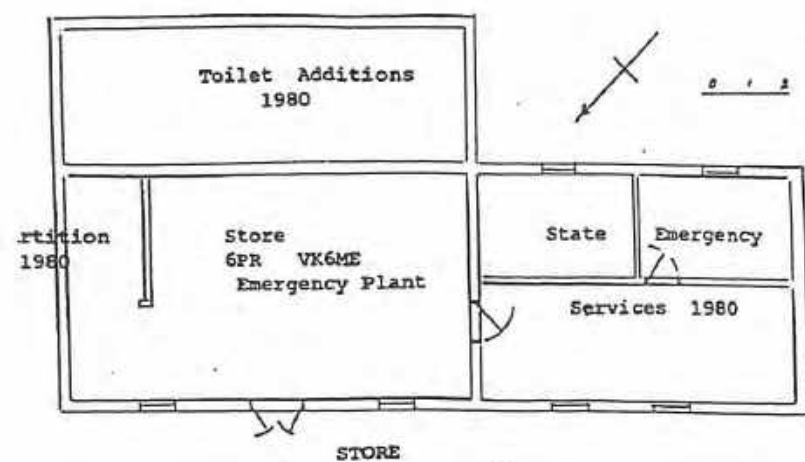 Toilet Additions
1980
0 1 2
rtition
1980
Store
6PR VK6ME
Emergency Plant
State Emergency
Services 1980
STORE